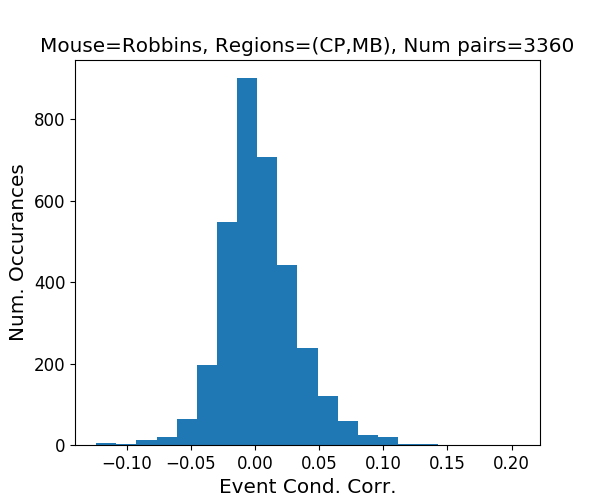 Mouse=Robbins, Regions=(CP,MB), Num pairs=3360
Num. Occurances
800
600
400
200
0
−0.10 −0.05 0.00 0.05 0.10 0.15 0.20
Event Cond. Corr.